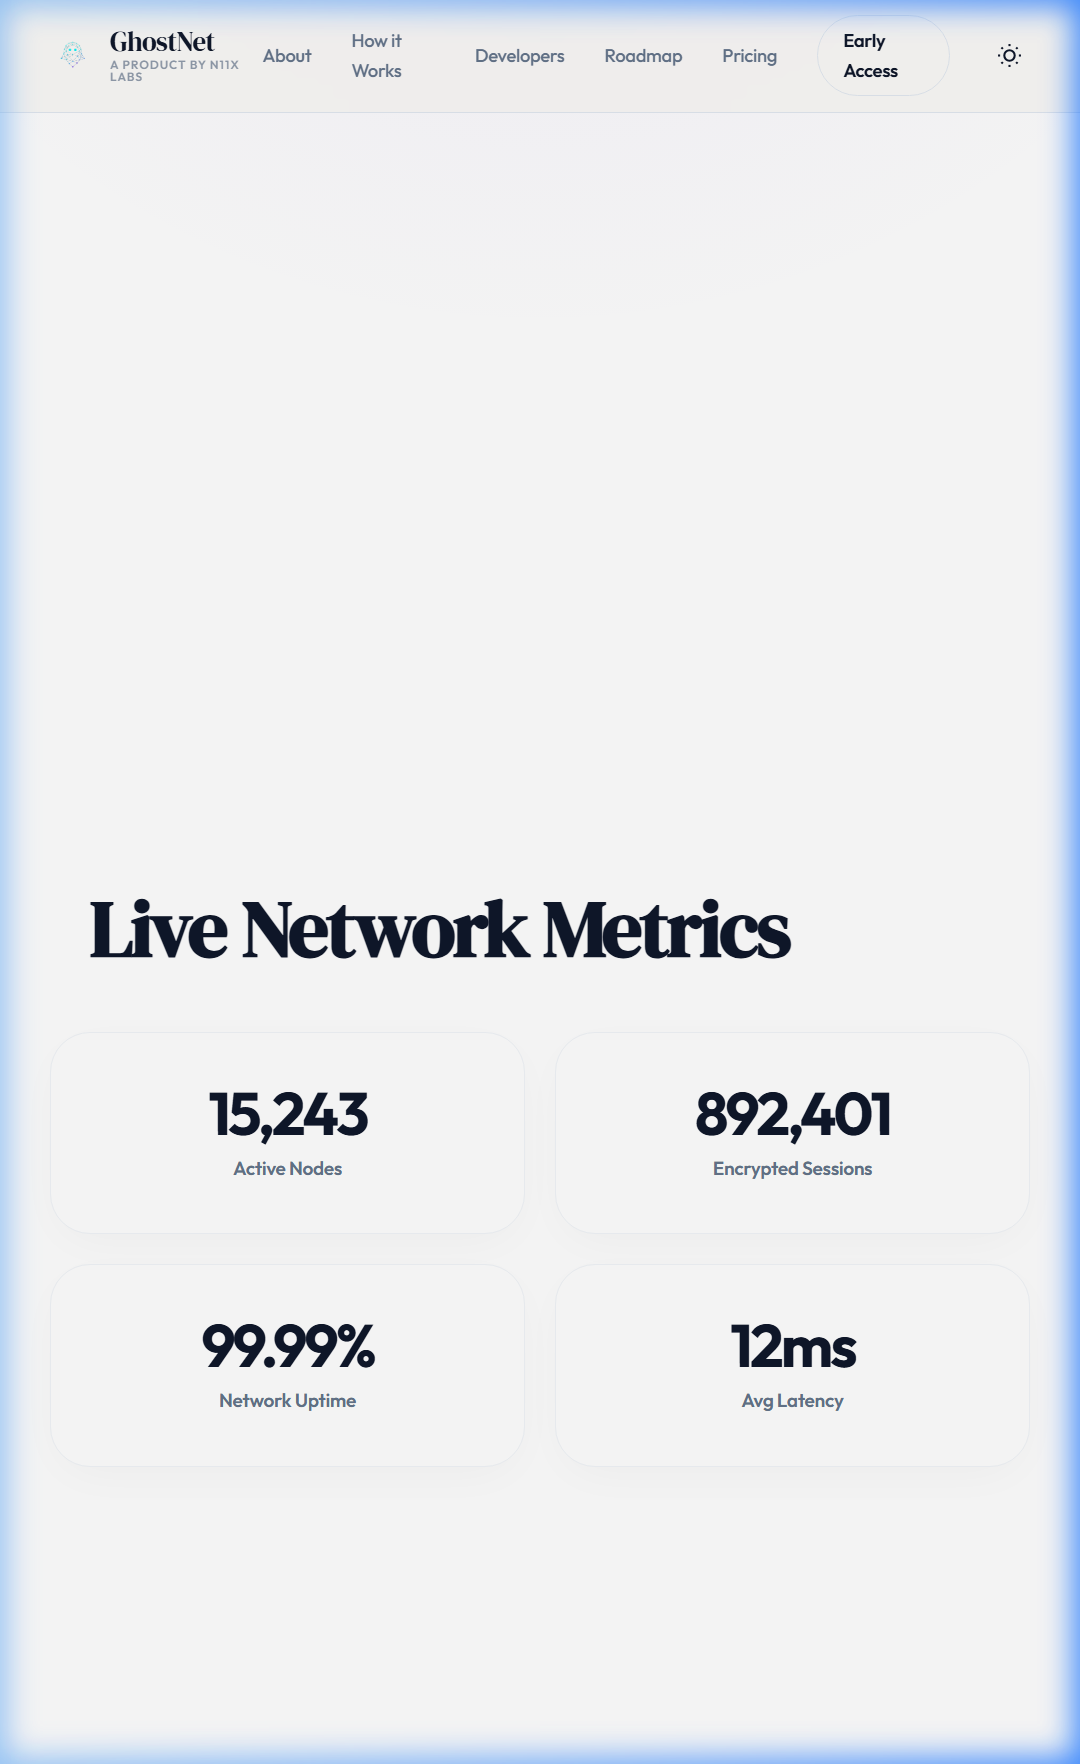 GhostNet
A PRODUCT BY N11X
LABS
About
How it
Works
Developers
Roadmap
Pricing
Early
Access
Live Network Metrics
15,243
Active Nodes
892,401
Encrypted Sessions
99.99%
Network Uptime
12ms
Avg Latency